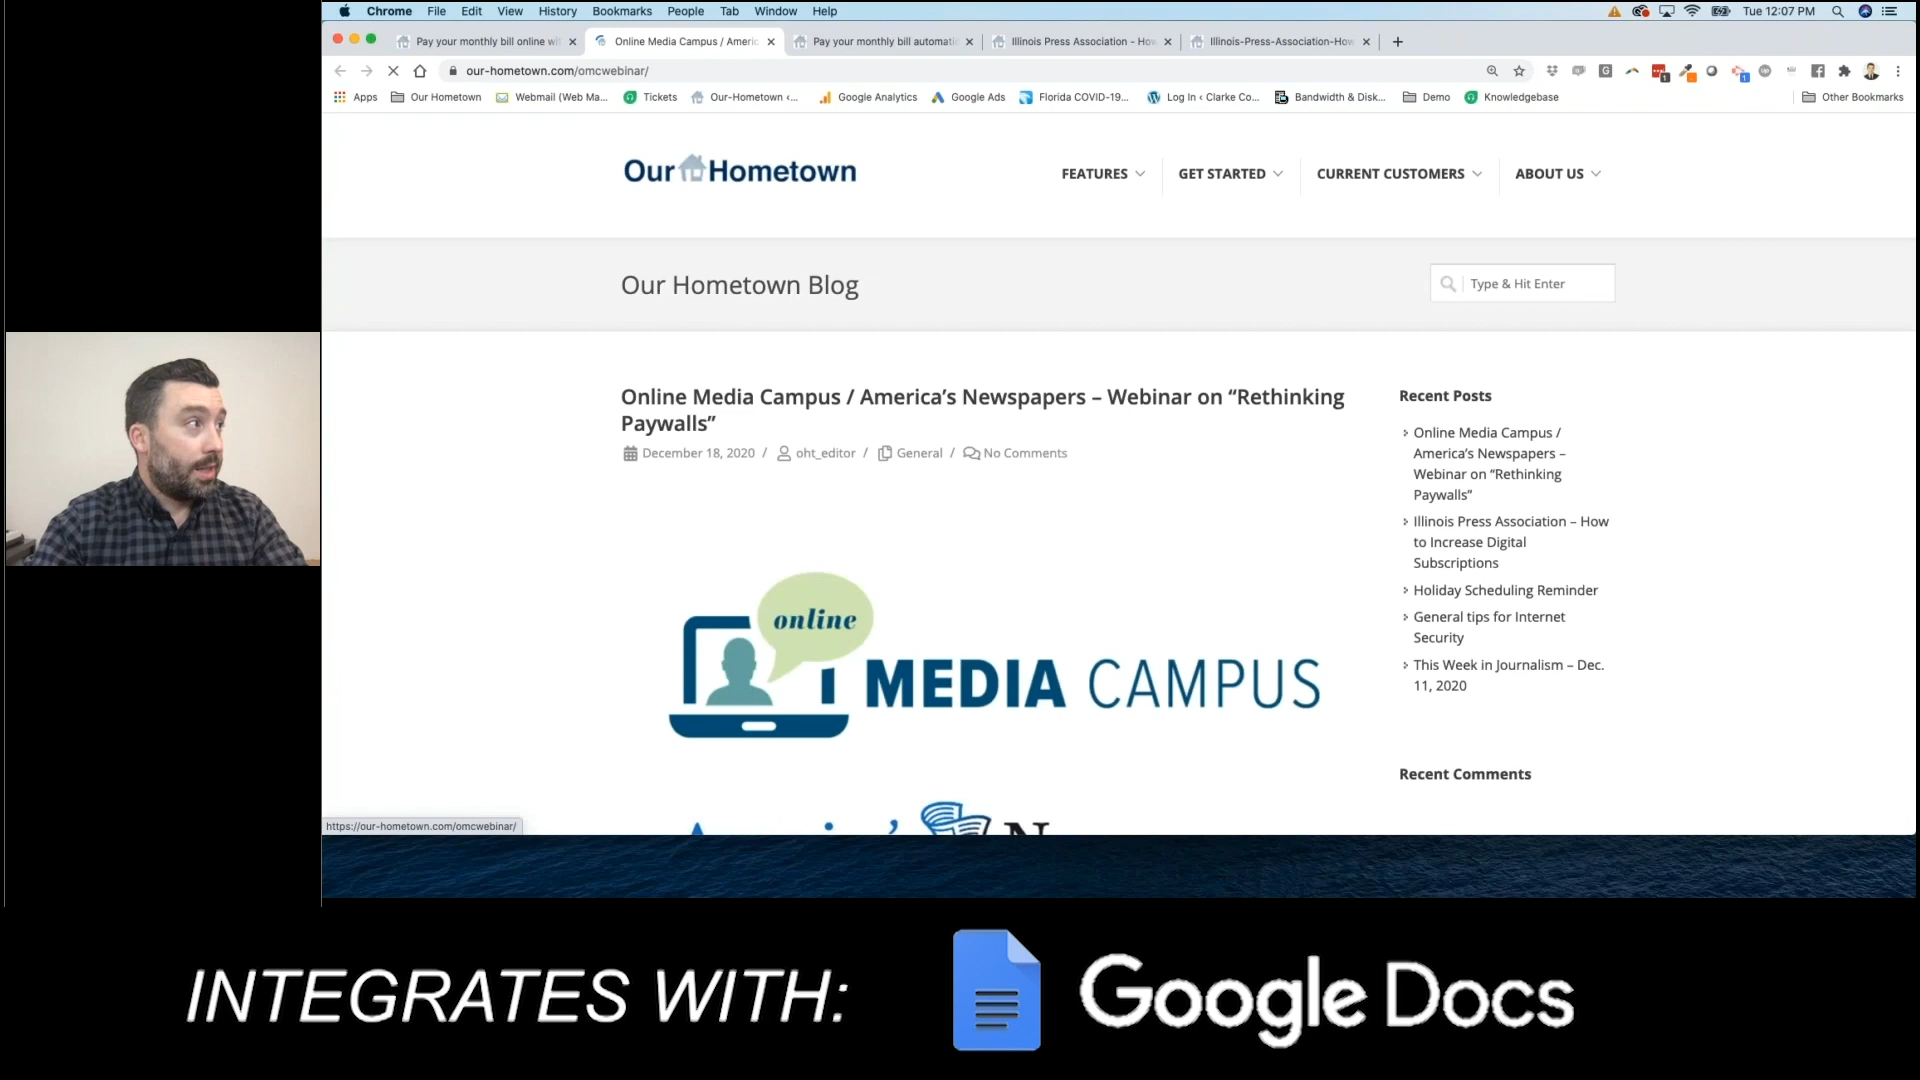 Chrome File Edit View History Bookmarks People Tab Window Help Tue 12:07 PM
Pay your monthly bill online wit Online Media Campus / Americ Pay your monthly bill automatic Illinois Press Association - How Illinois-Press-Association-How
our-hometown.com/omcwebinar/
Apps Our Hometown Webmail (Web Ma... Tickets Our-Hometown ‹... Google Analytics Google Ads Florida COVID-19... Log In ‹ Clarke Co... Bandwidth & Disk... Demo Knowledgebase Other Bookmarks
Our Hometown
FEATURES GET STARTED CURRENT CUSTOMERS ABOUT US
Our Hometown Blog
Type & Hit Enter
Online Media Campus / America’s Newspapers – Webinar on “Rethinking
Paywalls”
December 18, 2020 / oht_editor / General / No Comments
online
MEDIA CAMPUS
Recent Posts
Online Media Campus /
America’s Newspapers –
Webinar on “Rethinking
Paywalls”
Illinois Press Association – How
to Increase Digital
Subscriptions
Holiday Scheduling Reminder
General tips for Internet
Security
This Week in Journalism – Dec.
11, 2020
Recent Comments
https://our-hometown.com/omcwebinar/
INTEGRATES WITH: Google Docs